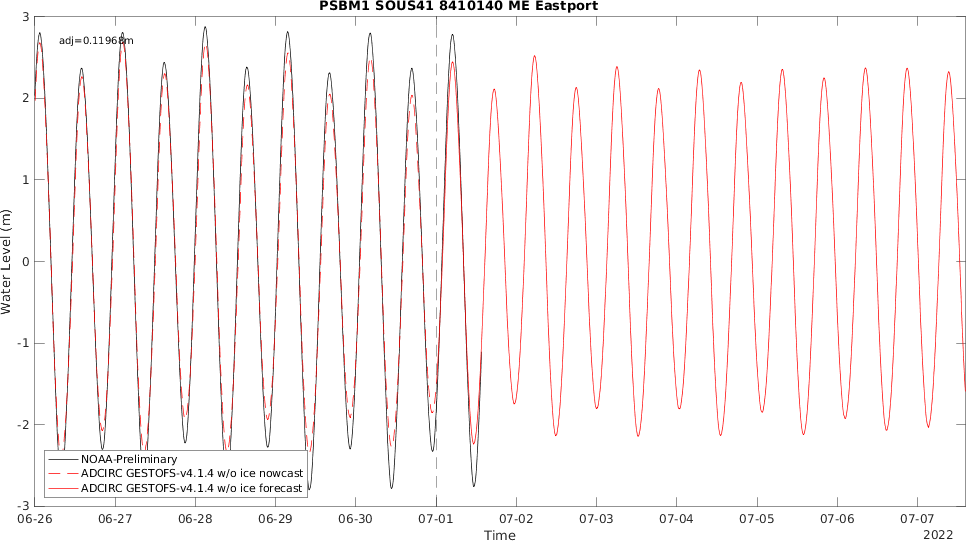 PSBM1 SOUS41 8410140 ME Eastport
adj=0.11968m
3
2
1
0
-1
-2
-3
Water Level (m)
NOAA-Preliminary
ADCIRC GESTOFS-v4.1.4 w/o ice nowcast
ADCIRC GESTOFS-v4.1.4 w/o ice forecast
06-26 06-27 06-28 06-29 06-30 07-01 07-02 07-03 07-04 07-05 07-06 07-07
Time
2022